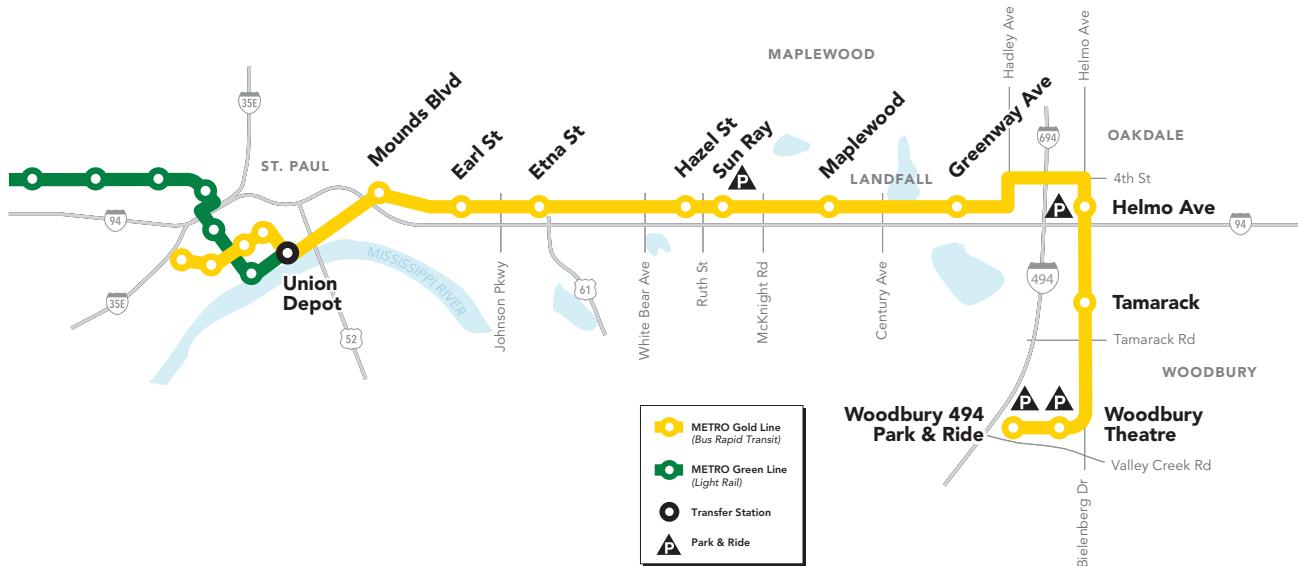 MAPLEWOOD
Hadley Ave
Helmo Ave
35E
ST. PAUL
Mounds Blvd
Earl St
Etna St
Hazel St
Sun Ray
P
Maplewood
LANDFALL
Greenway Ave
694
OAKDALE
4th St
P
Helmo Ave
94
94
MISSISSIPPI RIVER
Union
Depot
35E
52
Johnson Pkwy
61
White Bear Ave
Ruth St
McKnight Rd
Century Ave
494
Tamarack
Tamarack Rd
WOODBURY
P
P
Woodbury 494
Park & Ride
Woodbury
Theatre
Valley Creek Rd
Bielenberg Dr
METRO Gold Line
(Bus Rapid Transit)
METRO Green Line
(Light Rail)
Transfer Station
P
Park & Ride